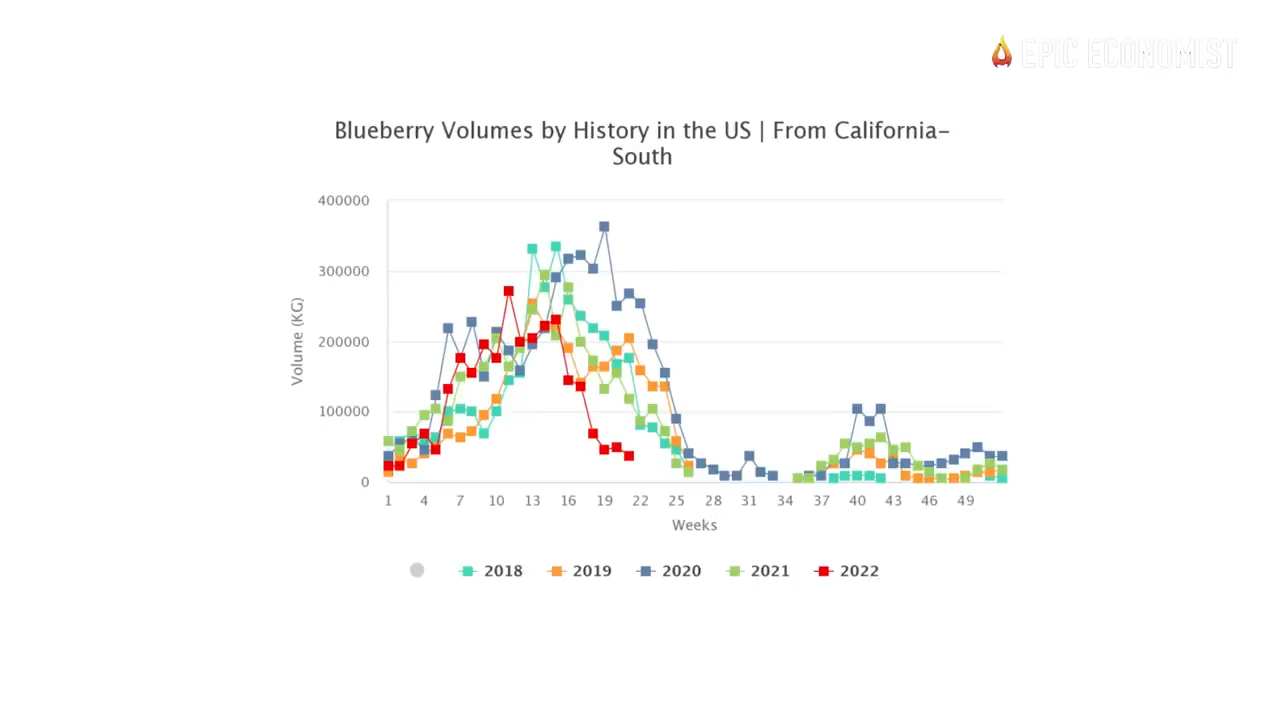 EPIC ECONOMIST
Blueberry Volumes by History in the US | From California-
South
400000
300000
200000
100000
0
Volume (KG)
1 4 7 10 13 16 19 22 25 28 31 34 37 40 43 46 49
Weeks
2018 2019 2020 2021 2022